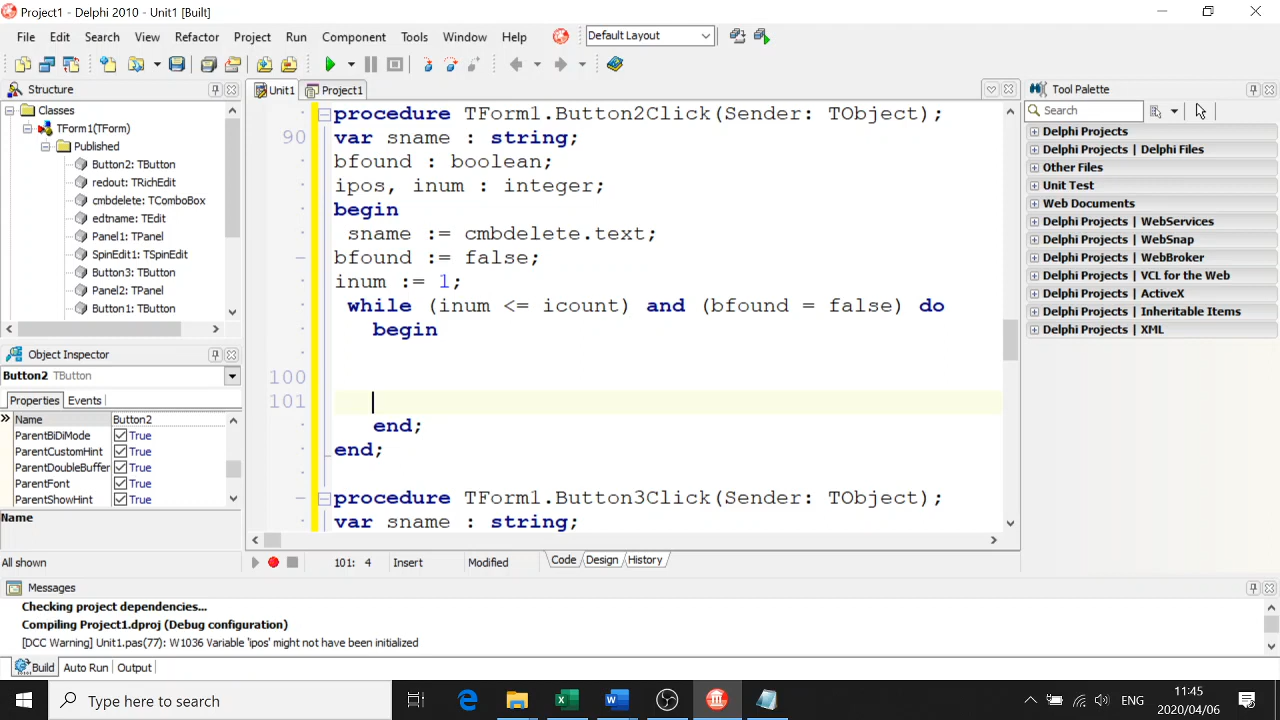 Project1 - Delphi 2010 - Unit1 [Built]
File Edit Search View Refactor Project Run Component Tools Window Help Default Layout
Structure
Classes
TForm1(TForm)
Published
Button2: TButton
redout: TRichEdit
cmbdelete: TComboBox
edtname: TEdit
Panel1: TPanel
SpinEdit1: TSpinEdit
Button3: TButton
Panel2: TPanel
Button1: TButton
Object Inspector
Button2 TButton
Properties Events
Name Button2
ParentBiDiMode True
ParentCustomHint True
ParentDoubleBuffer True
ParentFont True
ParentShowHint True
Name
All shown
Unit1 Project1
procedure TForm1.Button2Click(Sender: TObject);
90 var sname : string;
bfound : boolean;
ipos, inum : integer;
begin
sname := cmbdelete.text;
bfound := false;
inum := 1;
while (inum <= icount) and (bfound = false) do
begin
100
101
end;
end;
procedure TForm1.Button3Click(Sender: TObject);
var sname : string;
101: 4 Insert Modified Code Design History
Tool Palette
Search
Delphi Projects
Delphi Projects | Delphi Files
Other Files
Unit Test
Web Documents
Delphi Projects | WebServices
Delphi Projects | WebSnap
Delphi Projects | WebBroker
VCL for the Web
Delphi Projects | ActiveX
Delphi Projects | Inheritable Items
Delphi Projects | XML
Messages
Checking project dependencies...
Compiling Project1.dproj (Debug configuration)
[DCC Warning] Unit1.pas(77): W1036 Variable 'ipos' might not have been initialized
Build Auto Run Output
Type here to search
ENG
11:45
2020/04/06